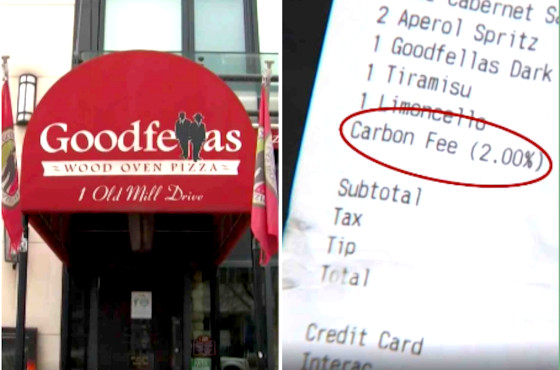 Goodfellas
WOOD OVEN PIZZA
1 Old Mill Drive
Cabernet
2 Aperol Spritz
1 Goodfellas Dark
1 Tiramisu
1 Limoncello
Carbon Fee (2.00%)
Subtotal
Tax
Tip
Total
Credit Card
Interac